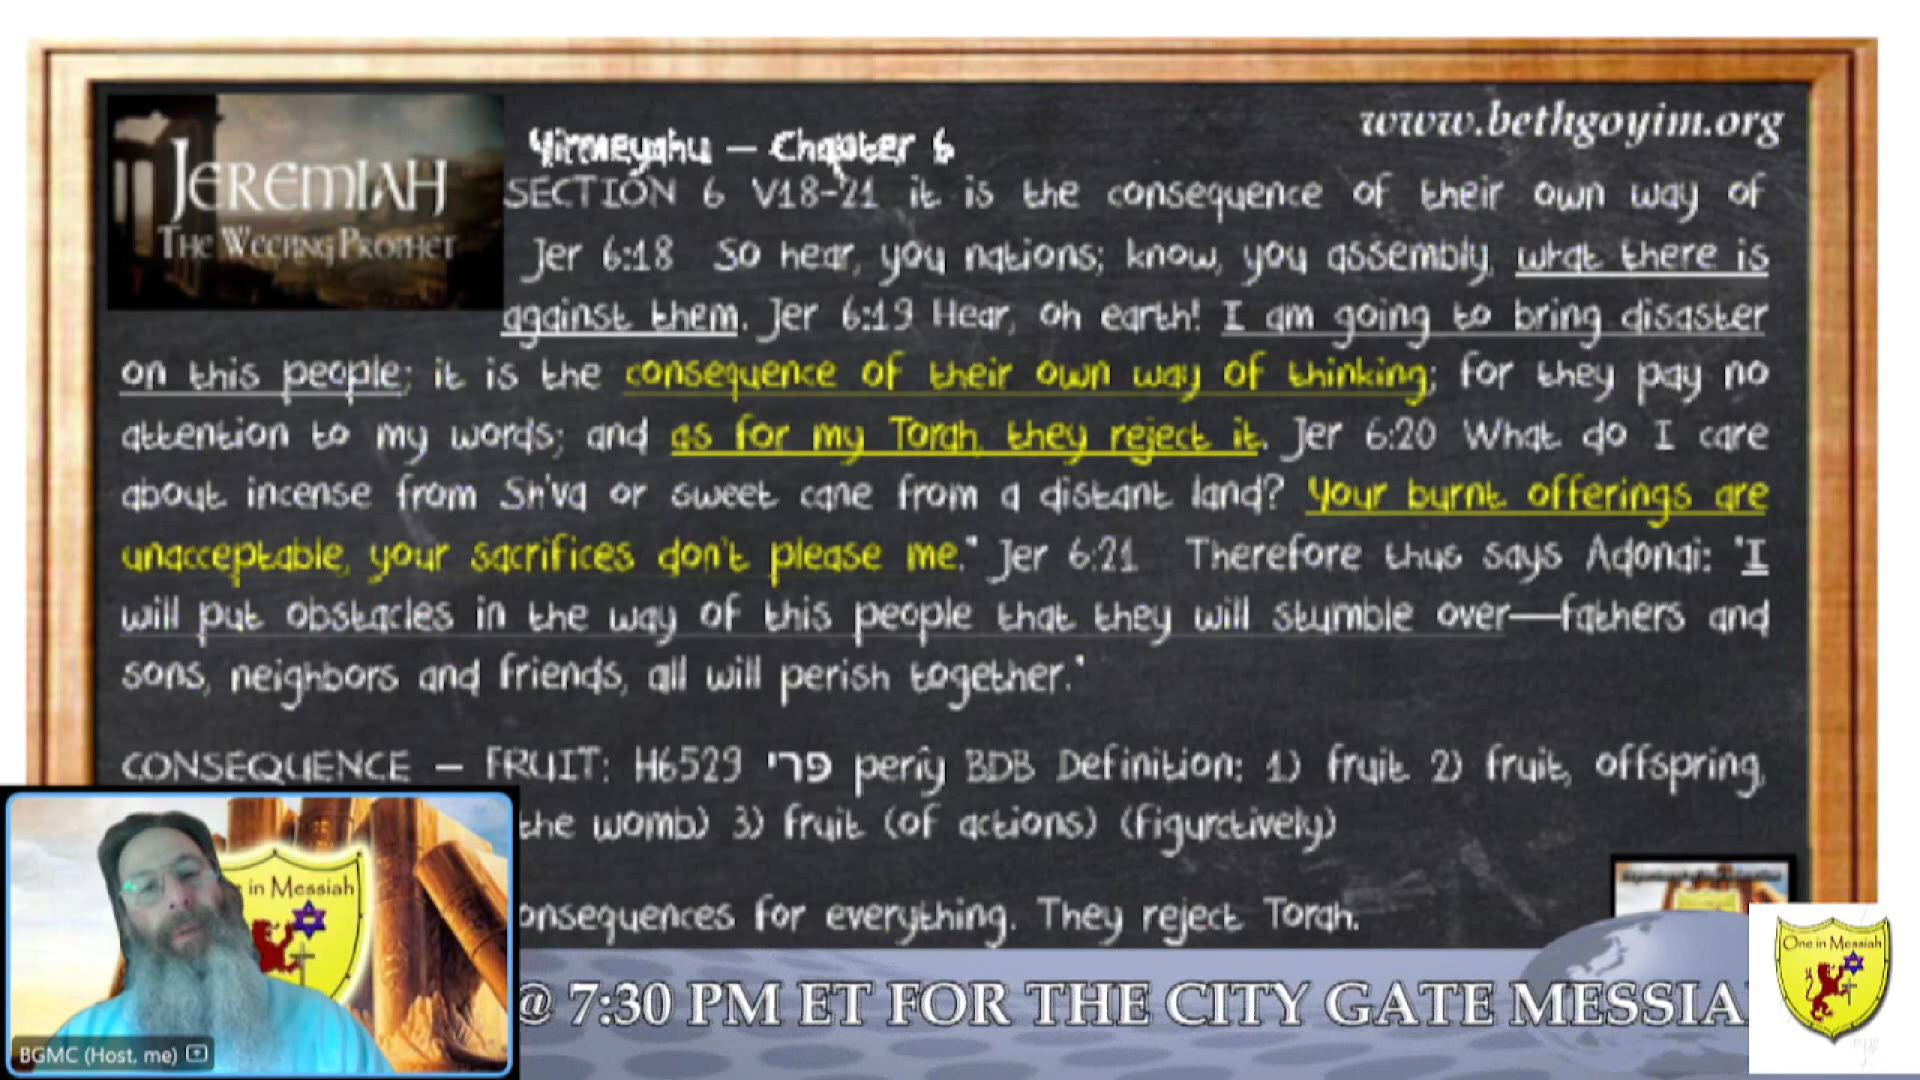 www.bethgoyim.org
JEREMIAH
THE WEEPING PROPHET
Yirmeyahu – Chapter 6
SECTION 6 V18-21 it is the consequence of their own way of
Jer 6:18 So hear, you nations; know, you assembly, what there is
against them. Jer 6:19 Hear, oh earth! I am going to bring disaster
on this people; it is the consequence of their own way of thinking; for they pay no
attention to my words; and as for my Torah, they reject it. Jer 6:20 What do I care
about incense from Sh'va or sweet cane from a distant land? Your burnt offerings are
unacceptable, your sacrifices don't please me." Jer 6:21 Therefore thus says Adonai: "I
will put obstacles in the way of this people that they will stumble over—fathers and
sons, neighbors and friends, all will perish together."
CONSEQUENCE – FRUIT: H6529 פרי perîy BDB Definition: 1) fruit 2) fruit, offspring,
the womb) 3) fruit (of actions) (figuratively)
onsequences for everything. They reject Torah.
in Messiah
BGMC (Host, me)
@ 7:30 PM ET FOR THE CITY GATE MESSIA
One in Messiah